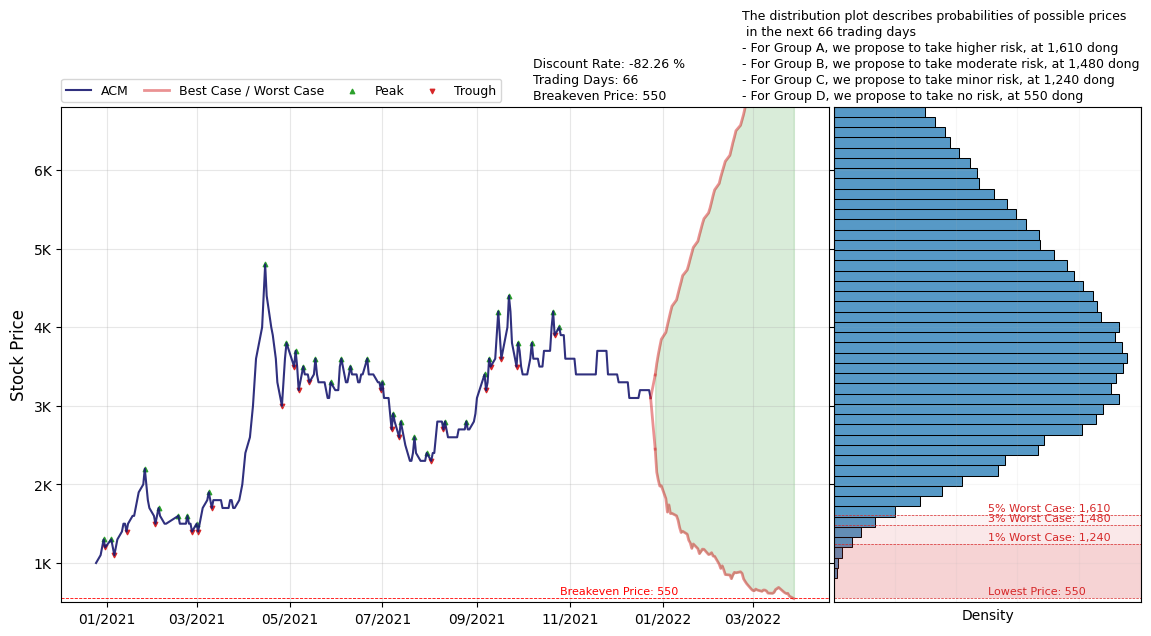 The distribution plot describes probabilities of possible prices
in the next 66 trading days
- For Group A, we propose to take higher risk, at 1,610 dong
- For Group B, we propose to take moderate risk, at 1,480 dong
- For Group C, we propose to take minor risk, at 1,240 dong
- For Group D, we propose to take no risk, at 550 dong
Discount Rate: -82.26 %
Trading Days: 66
Breakeven Price: 550
ACM
Best Case / Worst Case
Peak
Trough
Stock Price
6K
5K
4K
3K
2K
1K
Breakeven Price: 550
01/2021
03/2021
05/2021
07/2021
09/2021
11/2021
01/2022
03/2022
5% Worst Case: 1,610
3% Worst Case: 1,480
1% Worst Case: 1,240
Lowest Price: 550
Density